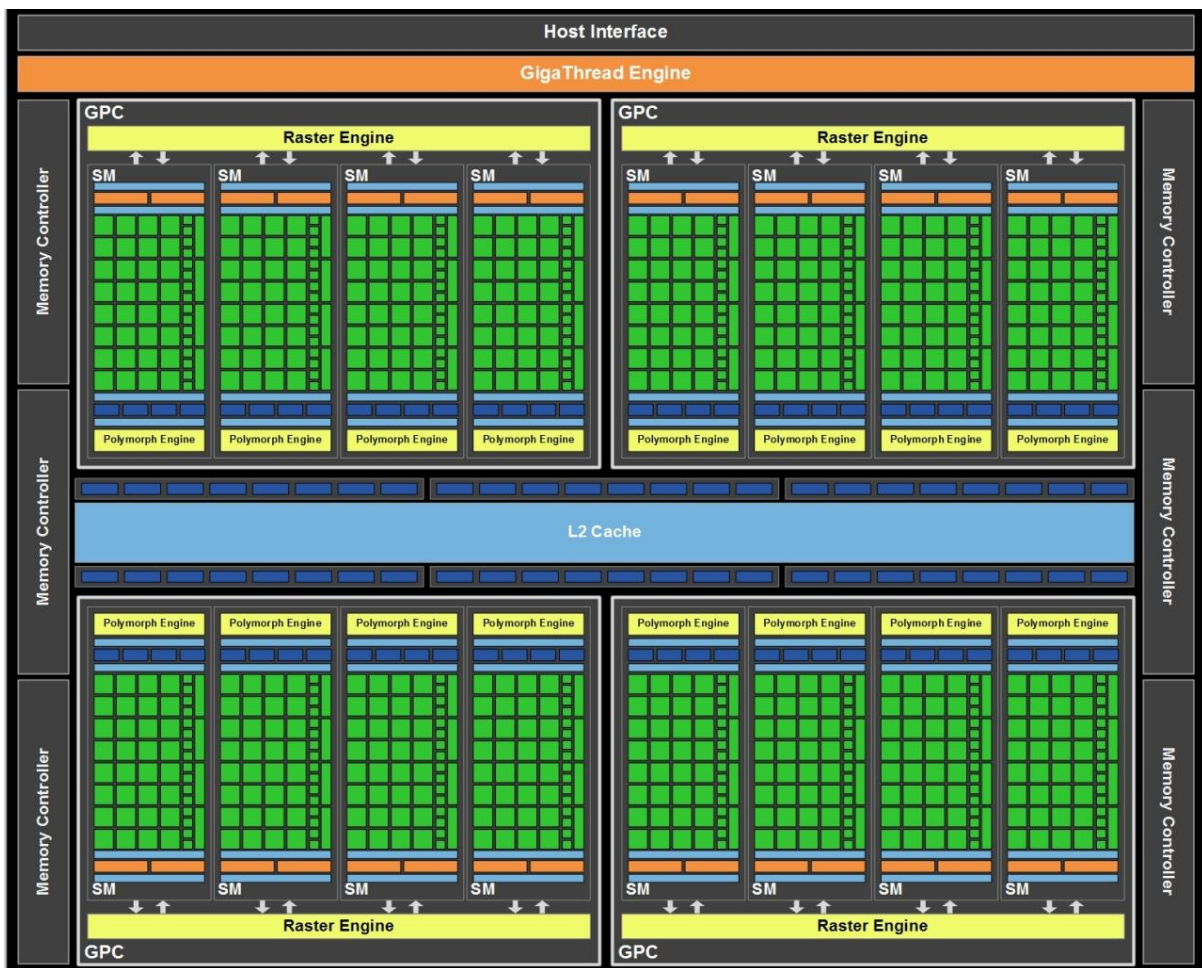 Host Interface
GigaThread Engine
Memory Controller
Memory Controller
Memory Controller
GPC
Raster Engine
SM SM SM SM
Polymorph Engine Polymorph Engine Polymorph Engine Polymorph Engine
GPC
Raster Engine
SM SM SM SM
Polymorph Engine Polymorph Engine Polymorph Engine Polymorph Engine
Memory Controller
Memory Controller
Memory Controller
L2 Cache
Polymorph Engine Polymorph Engine Polymorph Engine Polymorph Engine
SM SM SM SM
Raster Engine
GPC
Polymorph Engine Polymorph Engine Polymorph Engine Polymorph Engine
SM SM SM SM
Raster Engine
GPC